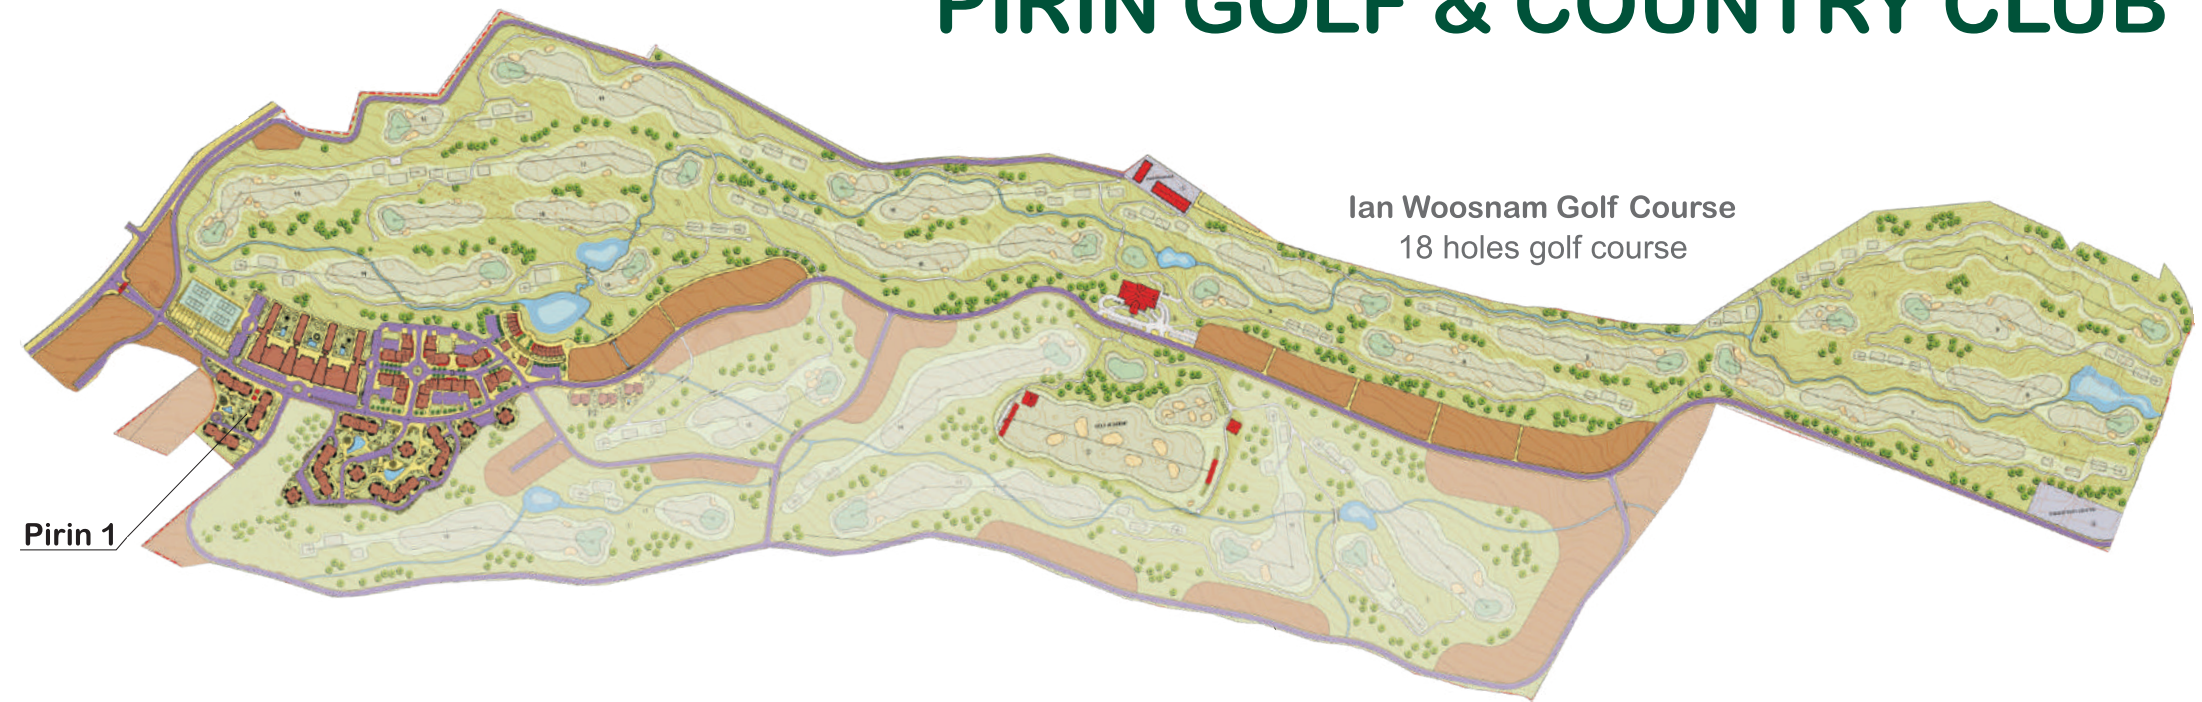 PIRIN GOLF & COUNTRY CLUB
Ian Woosnam Golf Course
18 holes golf course
Pirin 1